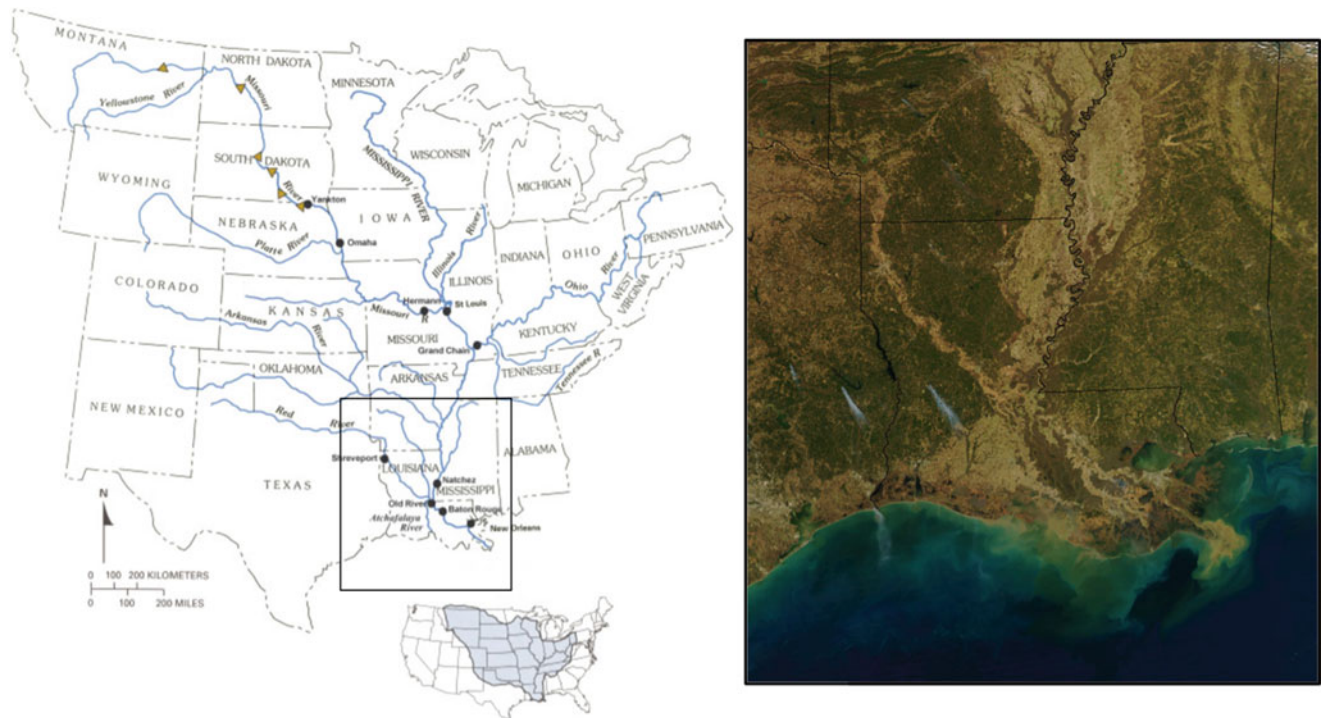 MONTANA
NORTH DAKOTA
MINNESOTA
Yellowstone River
Missouri
WISCONSIN
SOUTH DAKOTA
MISSISSIPPI RIVER
MICHIGAN
WYOMING
River
Yankton
IOWA
NEBRASKA
PENNSYLVANIA
Platte River
Omaha
Illinois River
INDIANA
OHIO
COLORADO
ILLINOIS
Ohio River
WEST VIRGINIA
Hermann
St Louis
KANSAS
Missouri R
Arkansas River
MISSOURI
KENTUCKY
Grand Chain
OKLAHOMA
ARKANSAS
TENNESSEE
Tennessee R
NEW MEXICO
Red River
ALABAMA
Shreveport
LOUISIANA
TEXAS
Natchez
MISSISSIPPI
N
Old River
Baton Rouge
Atchafalaya River
New Orleans
0 100 200 KILOMETERS
0 100 200 MILES